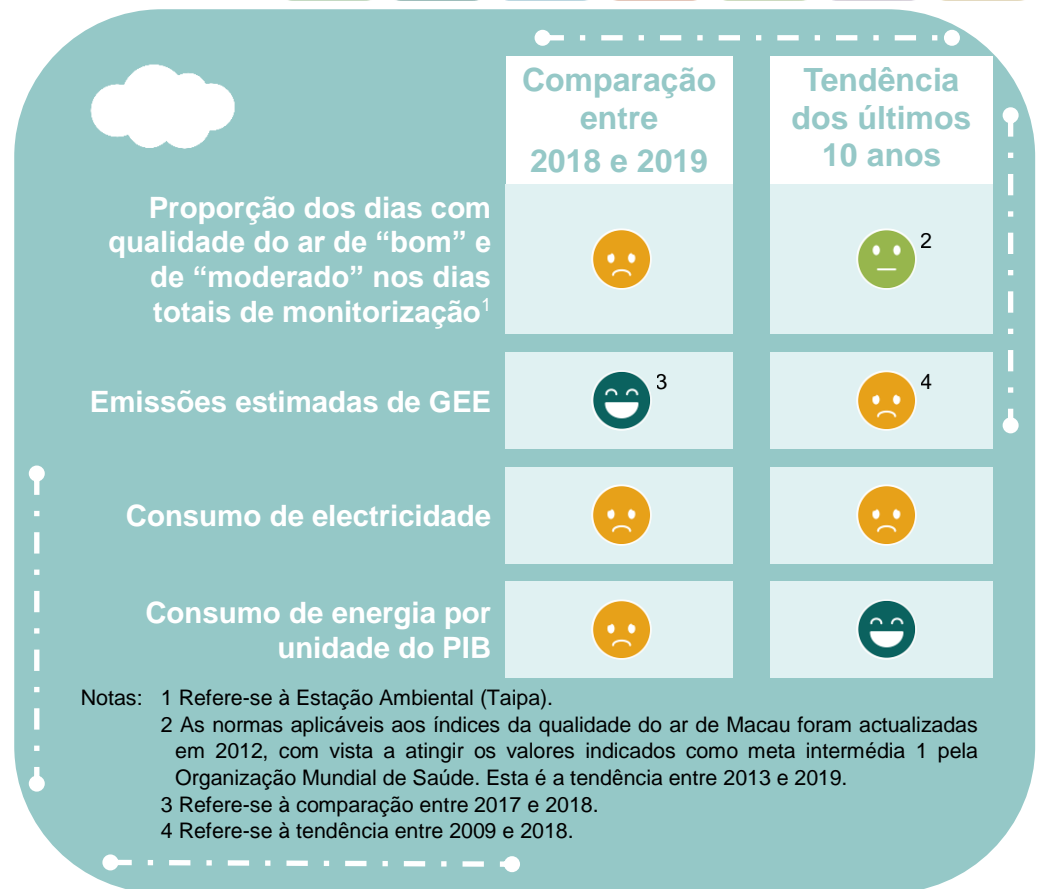 Comparação
entre
2018 e 2019
Tendência
dos últimos
10 anos
Proporção dos dias com
qualidade do ar de “bom” e
de “moderado” nos dias
totais de monitorização1
2
Emissões estimadas de GEE
3
4
Consumo de electricidade
Consumo de energia por
unidade do PIB
Notas: 1 Refere-se à Estação Ambiental (Taipa).
2 As normas aplicáveis aos índices da qualidade do ar de Macau foram actualizadas
em 2012, com vista a atingir os valores indicados como meta intermédia 1 pela
Organização Mundial de Saúde. Esta é a tendência entre 2013 e 2019.
3 Refere-se à comparação entre 2017 e 2018.
4 Refere-se à tendência entre 2009 e 2018.